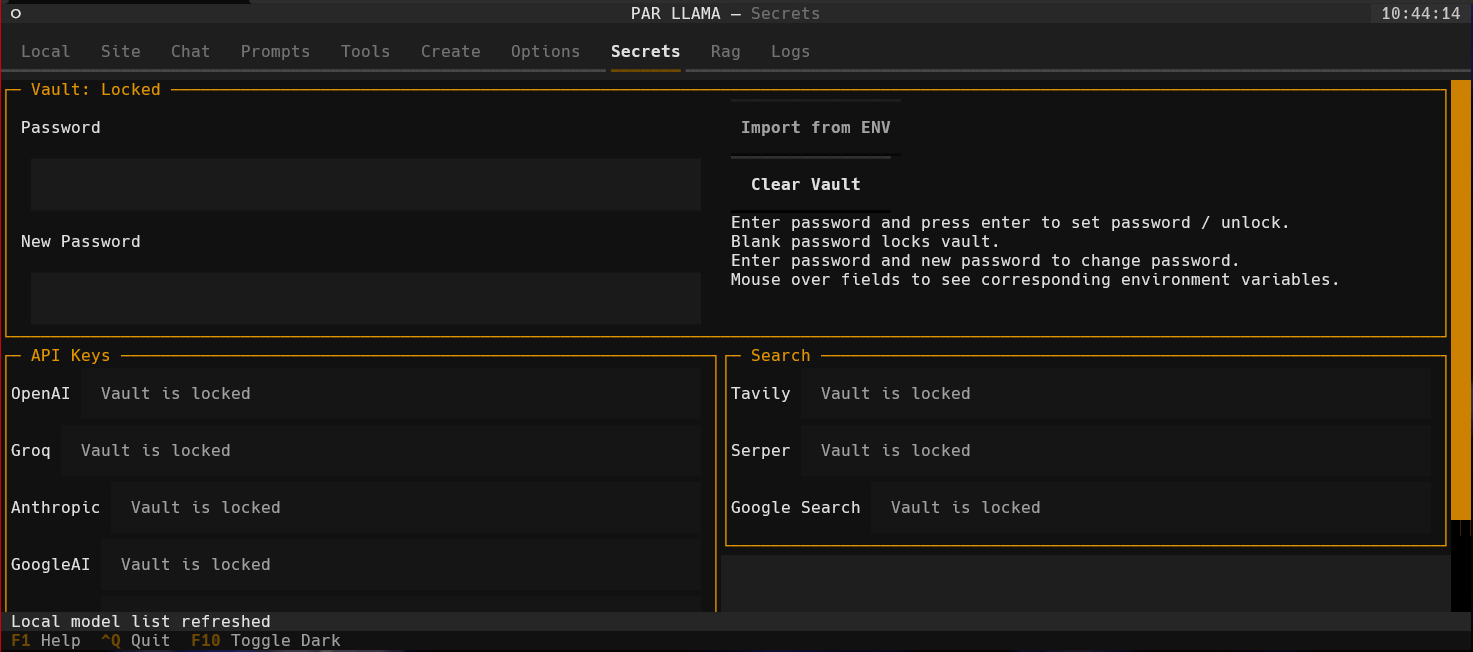 PAR LLAMA — Secrets 10:44:14
Local Site Chat Prompts Tools Create Options Secrets Rag Logs
Vault: Locked
Password
New Password
Import from ENV
Clear Vault
Enter password and press enter to set password / unlock.
Blank password locks vault.
Enter password and new password to change password.
Mouse over fields to see corresponding environment variables.
API Keys
OpenAI Vault is locked
Groq Vault is locked
Anthropic Vault is locked
GoogleAI Vault is locked
Search
Tavily Vault is locked
Serper Vault is locked
Google Search Vault is locked
Local model list refreshed
F1 Help ^Q Quit F10 Toggle Dark